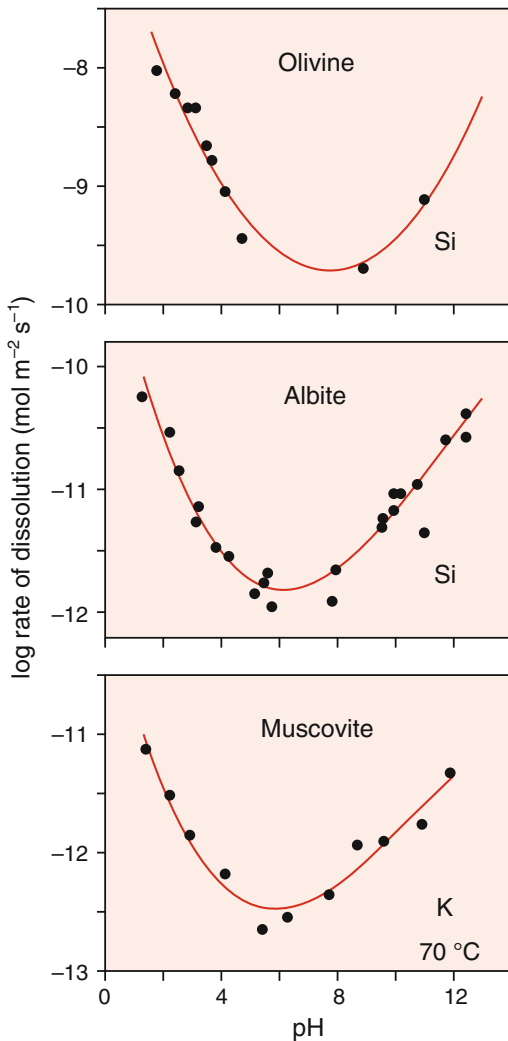 log rate of dissolution (mol m⁻² s⁻¹)
–8
–9
–10
Olivine
Si
–10
–11
–12
Albite
Si
–11
–12
–13
Muscovite
K
70 °C
0
4
8
12
pH